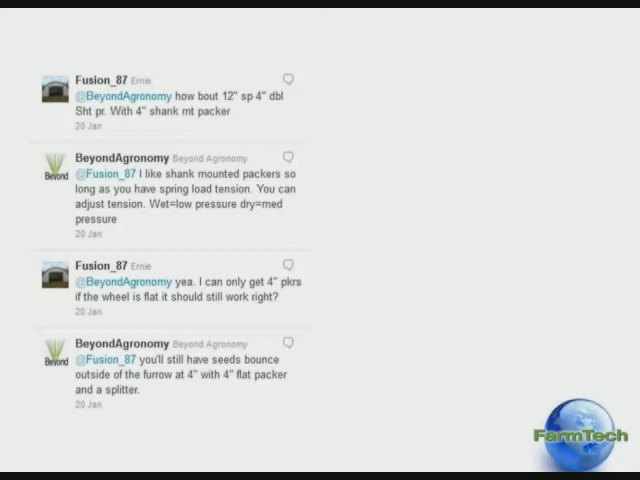 Fusion_87 Ernie
@BeyondAgronomy how bout 12" sp 4" dbl
Sht pr. With 4" shank mt packer
20 Jan
BeyondAgronomy Beyond Agronomy
@Fusion_87 I like shank mounted packers so
long as you have spring load tension. You can
adjust tension. Wet=low pressure dry=med
pressure
20 Jan
Beyond
Fusion_87 Ernie
@BeyondAgronomy yea. I can only get 4" pkrs
if the wheel is flat it should still work right?
20 Jan
BeyondAgronomy Beyond Agronomy
@Fusion_87 you'll still have seeds bounce
outside of the furrow at 4" with 4" flat packer
and a splitter.
20 Jan
Beyond
FarmTech